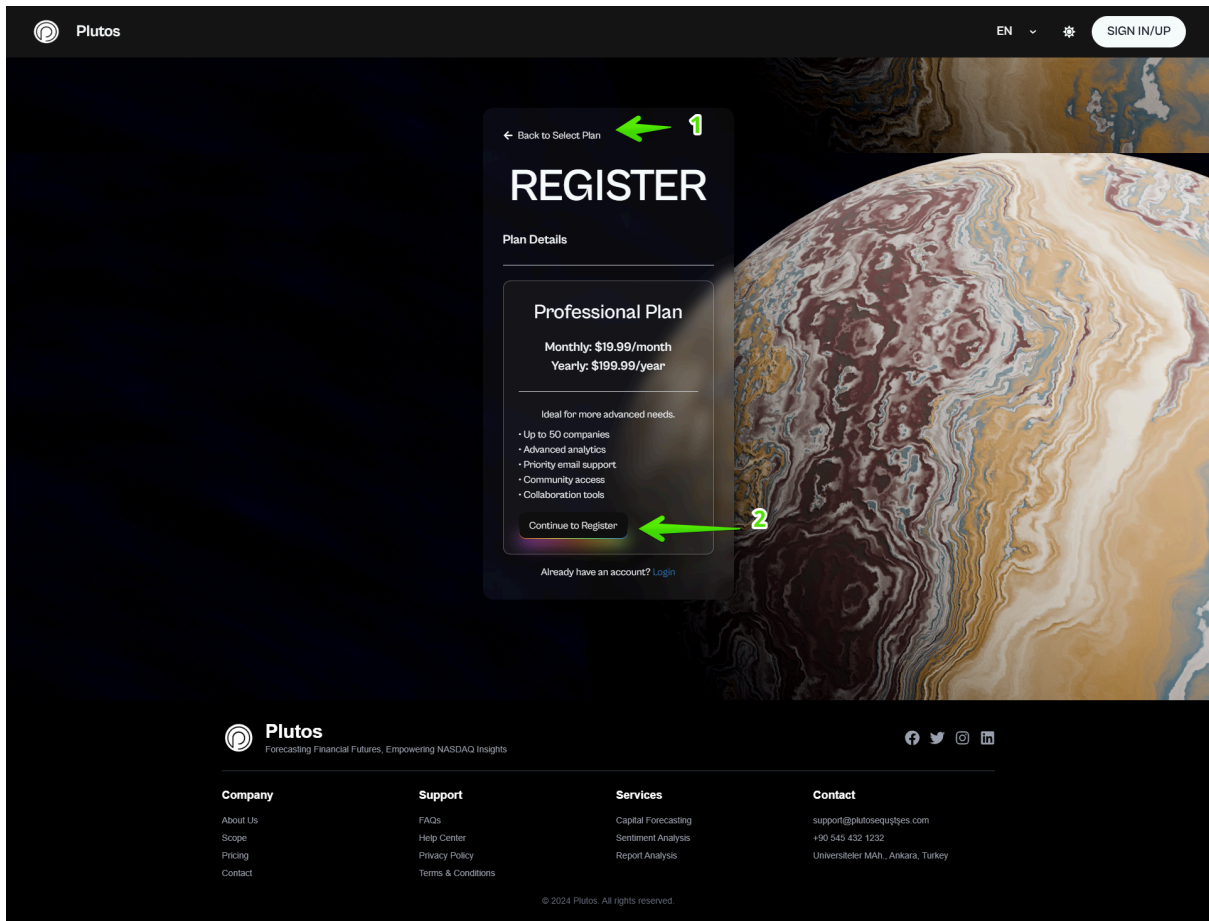 Plutos
EN
SIGN IN/UP
Back to Select Plan
1
REGISTER
Plan Details
Professional Plan
Monthly: $19.99/month
Yearly: $199.99/year
Ideal for more advanced needs.
• Up to 50 companies
• Advanced analytics
• Priority email support
• Community access
• Collaboration tools
Continue to Register
2
Already have an account? Login
Plutos
Forecasting Financial Futures, Empowering NASDAQ Insights
Company
About Us
Scope
Pricing
Contact
Support
FAQs
Help Center
Privacy Policy
Terms & Conditions
Services
Capital Forecasting
Sentiment Analysis
Report Analysis
Contact
support@plutosequştşes.com
+90 545 432 1232
Universiteler MAh., Ankara, Turkey
© 2024 Plutos. All rights reserved.